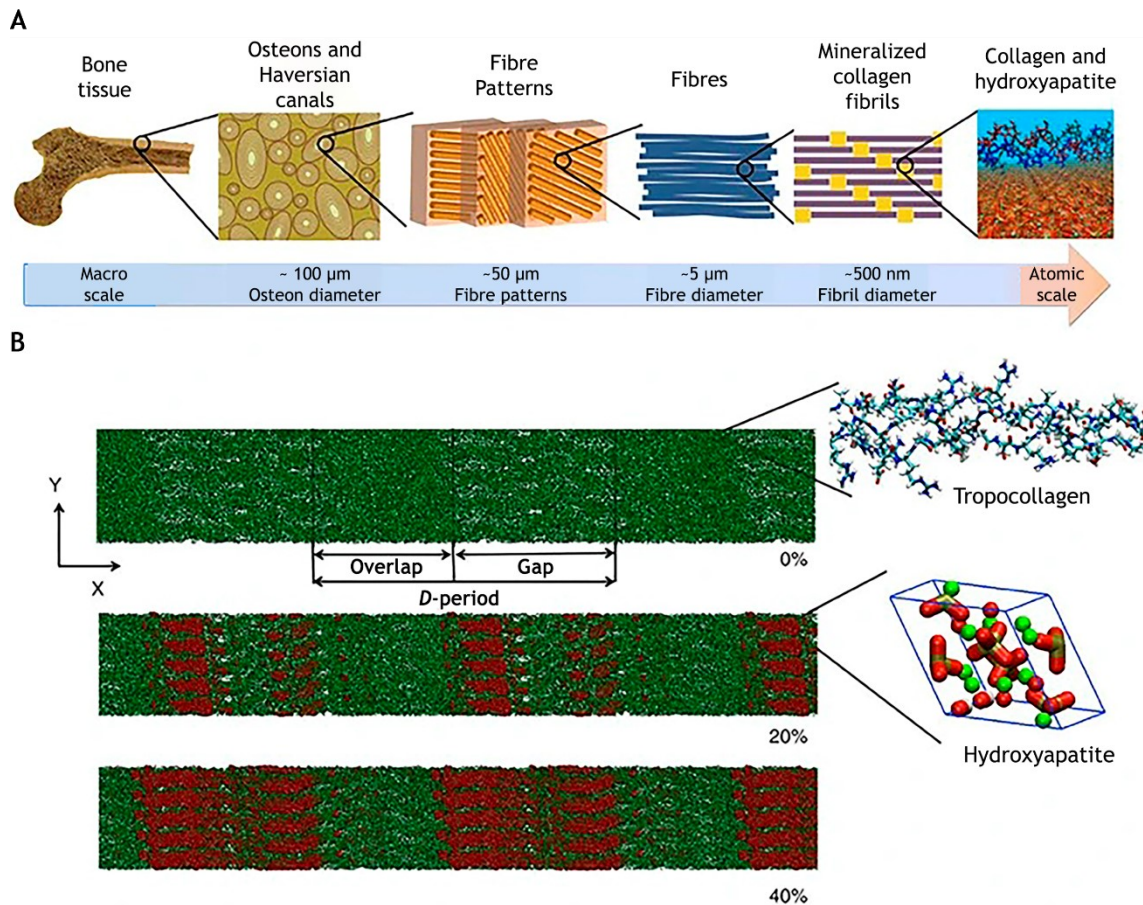 A
Bone
tissue
Osteons and
Haversian
canals
Fibre
Patterns
Fibres
Mineralized
collagen
fibrils
Collagen and
hydroxyapatite
Macro
scale
~ 100 µm
Osteon diameter
~50 µm
Fibre patterns
~5 µm
Fibre diameter
~500 nm
Fibril diameter
Atomic
scale
B
Y
X
Tropocollagen
0%
Overlap
Gap
D-period
20%
Hydroxyapatite
40%